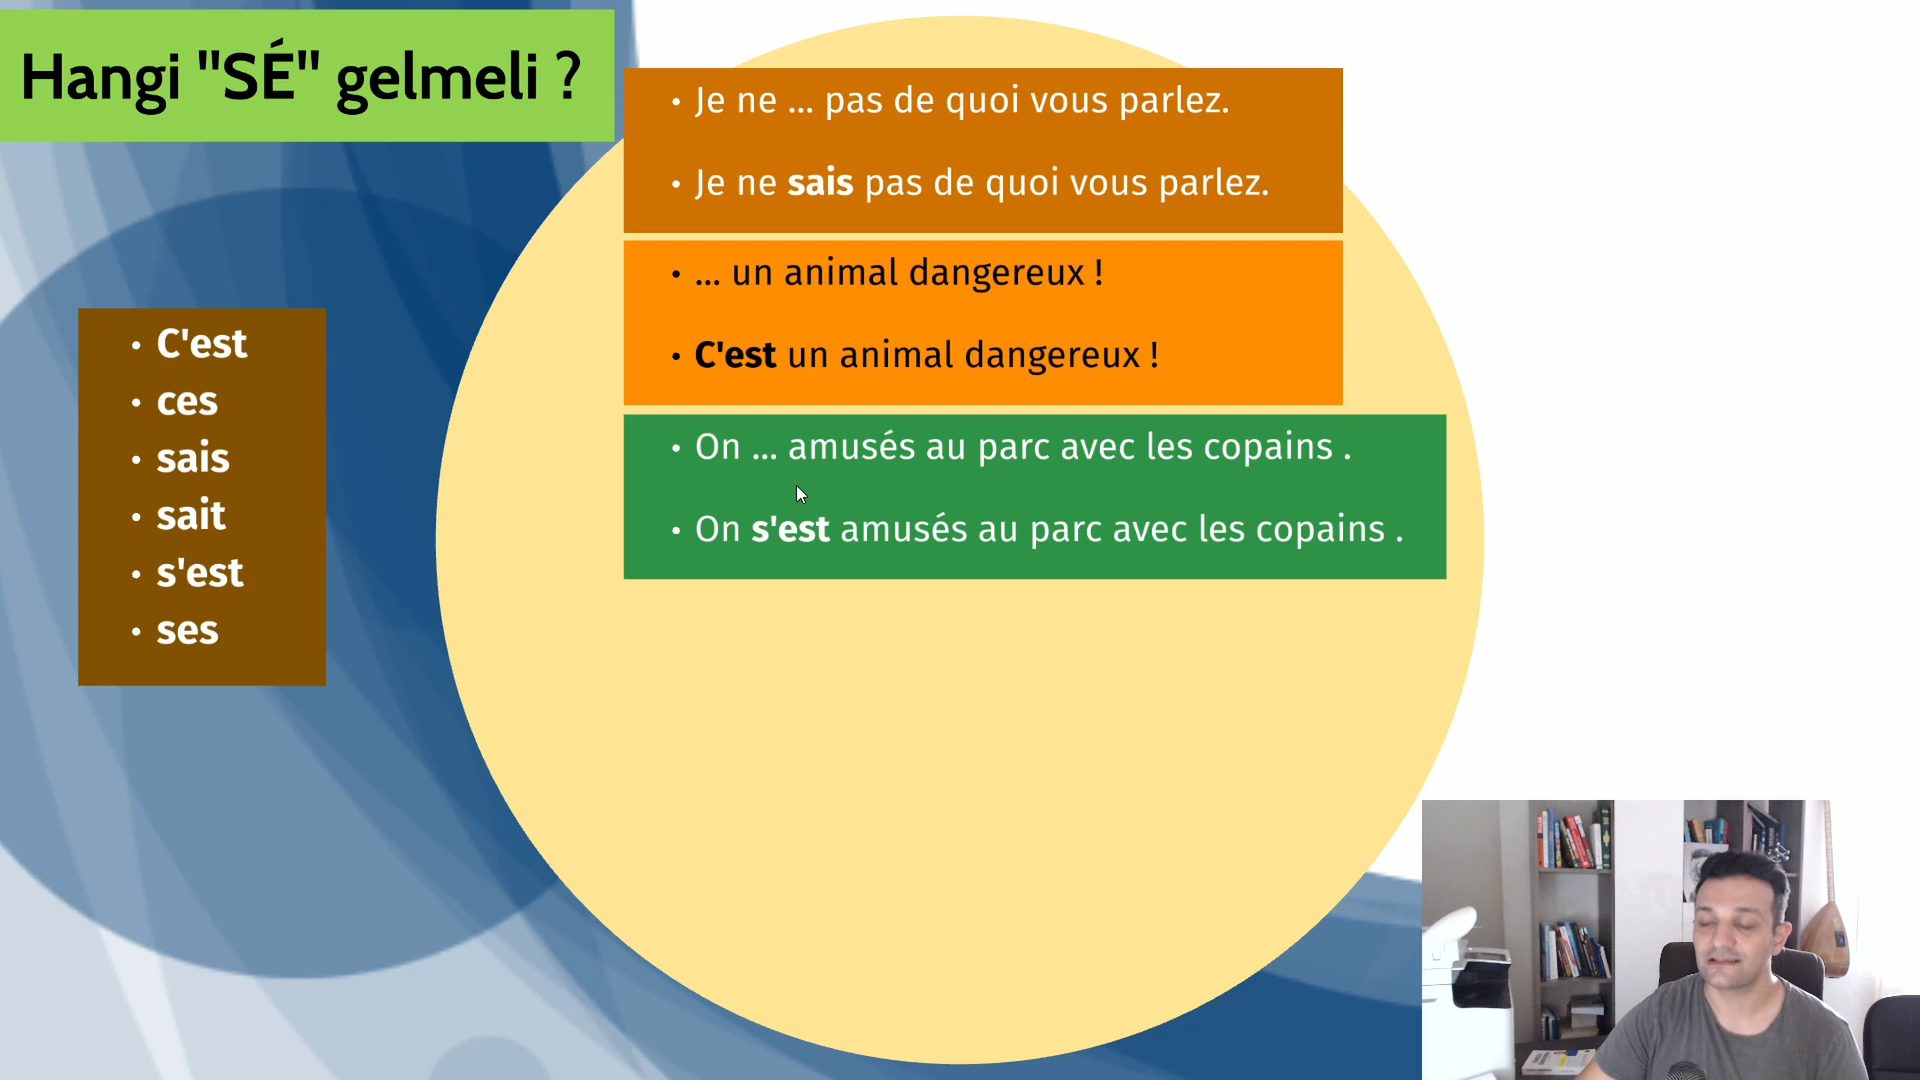 Hangi "SÉ" gelmeli ?
• Je ne ... pas de quoi vous parlez.
• Je ne sais pas de quoi vous parlez.
• ... un animal dangereux !
• C'est un animal dangereux !
• On ... amusés au parc avec les copains .
• On s'est amusés au parc avec les copains .
• C'est
• ces
• sais
• sait
• s'est
• ses